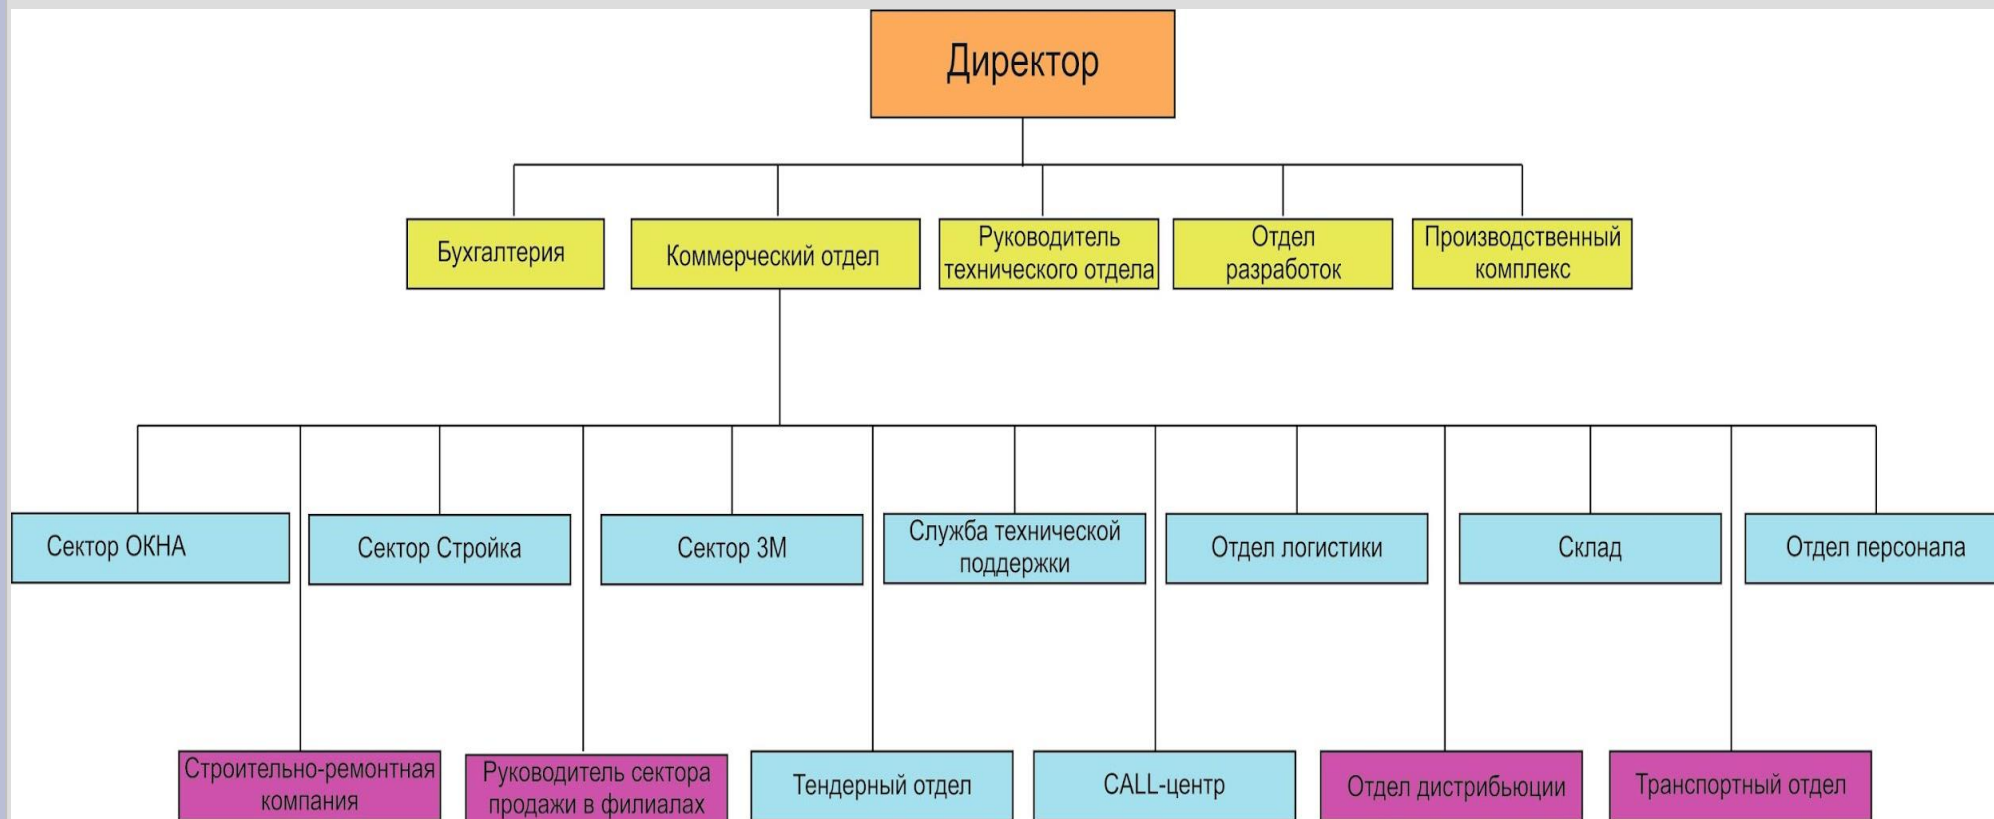 Директор
Бухгалтерия
Коммерческий отдел
Руководитель
технического отдела
Отдел
разработок
Производственный
комплекс
Сектор ОКНА
Сектор Стройка
Сектор 3М
Служба технической
поддержки
Отдел логистики
Склад
Отдел персонала
Строительно-ремонтная
компания
Руководитель сектора
продажи в филиалах
Тендерный отдел
CALL-центр
Отдел дистрибьюции
Транспортный отдел